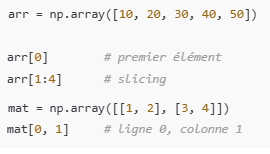 arr = np.array([10, 20, 30, 40, 50])
arr[0]        # premier élément
arr[1:4]      # slicing
mat = np.array([[1, 2], [3, 4]])
mat[0, 1]     # ligne 0, colonne 1